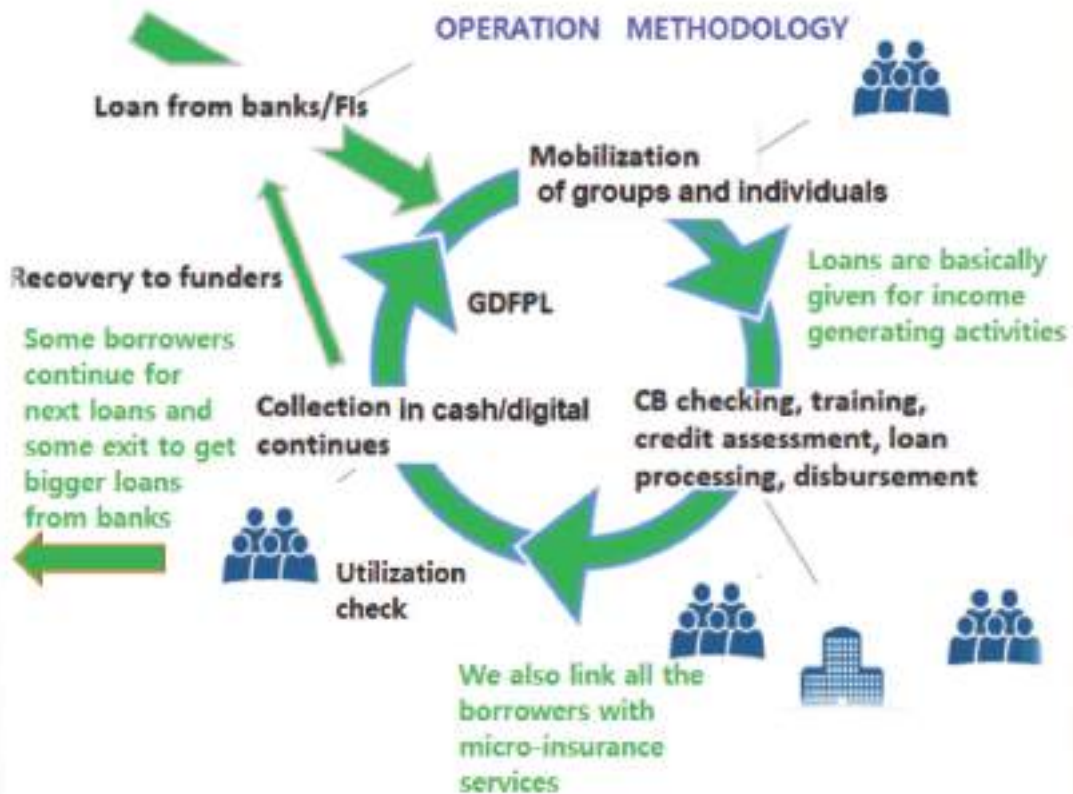 OPERATION METHODOLOGY
Loan from banks/FIs
Mobilization
of groups and individuals
Loans are basically
given for income
generating activities
Recovery to funders
GDFPL
Some borrowers
continue for
next loans and
some exit to get
bigger loans
from banks
Collection in cash/digital
continues
CB checking, training,
credit assessment, loan
processing, disbursement
Utilization
check
We also link all the
borrowers with
micro-insurance
services